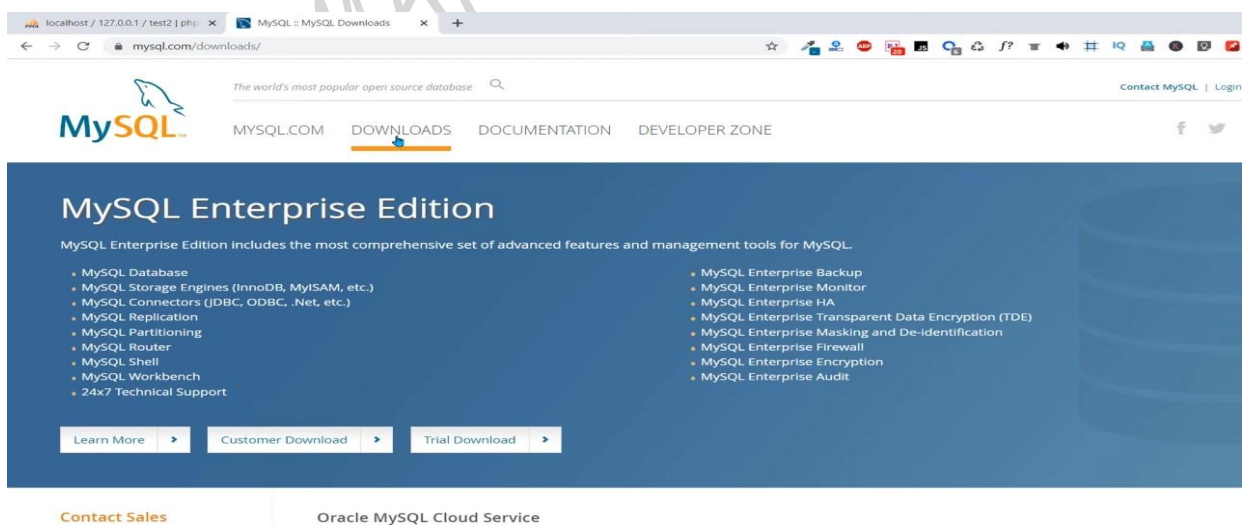 localhost / 127.0.0.1 / test2 | php
MySQL :: MySQL Downloads
mysql.com/downloads/
The world's most popular open source database
Contact MySQL | Login
MySQL
MYSQL.COM DOWNLOADS DOCUMENTATION DEVELOPER ZONE
MySQL Enterprise Edition
MySQL Enterprise Edition includes the most comprehensive set of advanced features and management tools for MySQL.
MySQL Database
MySQL Storage Engines (InnoDB, MyISAM, etc.)
MySQL Connectors (JDBC, ODBC, .Net, etc.)
MySQL Replication
MySQL Partitioning
MySQL Router
MySQL Shell
MySQL Workbench
24x7 Technical Support
MySQL Enterprise Backup
MySQL Enterprise Monitor
MySQL Enterprise HA
MySQL Enterprise Transparent Data Encryption (TDE)
MySQL Enterprise Masking and De-identification
MySQL Enterprise Firewall
MySQL Enterprise Encryption
MySQL Enterprise Audit
Learn More
Customer Download
Trial Download
Contact Sales
Oracle MySQL Cloud Service